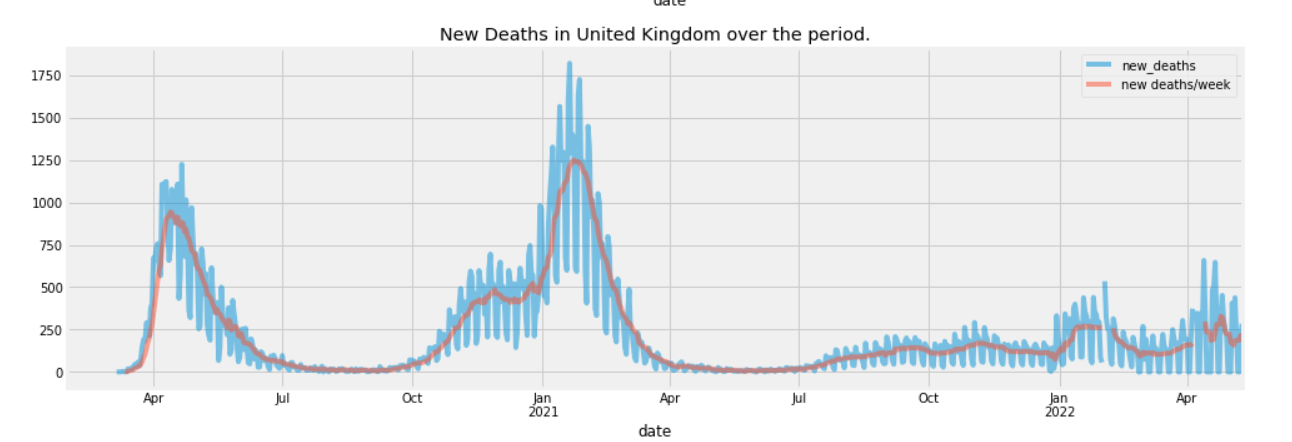 date
New Deaths in United Kingdom over the period.
new_deaths
new deaths/week
1750
1500
1250
1000
750
500
250
0
Apr
Jul
Oct
Jan
2021
Apr
Jul
Oct
Jan
2022
Apr
date